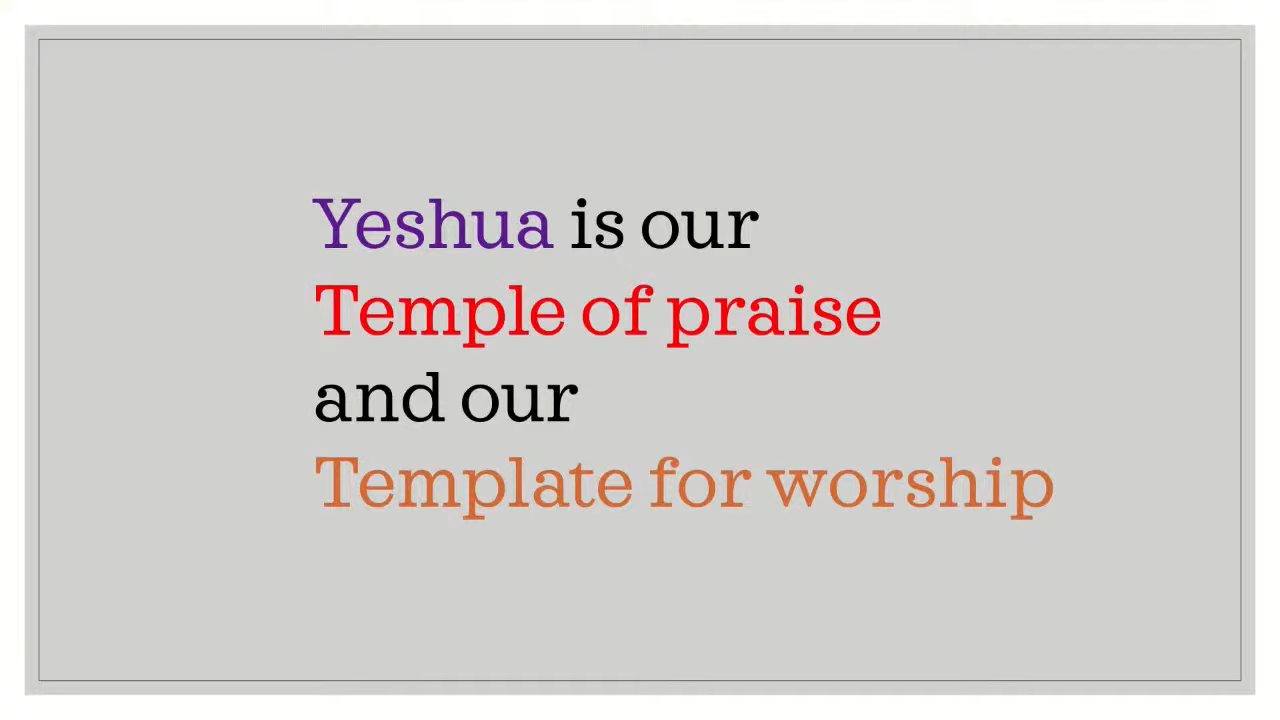 Yeshua is our
Temple of praise
and our
Template for worship